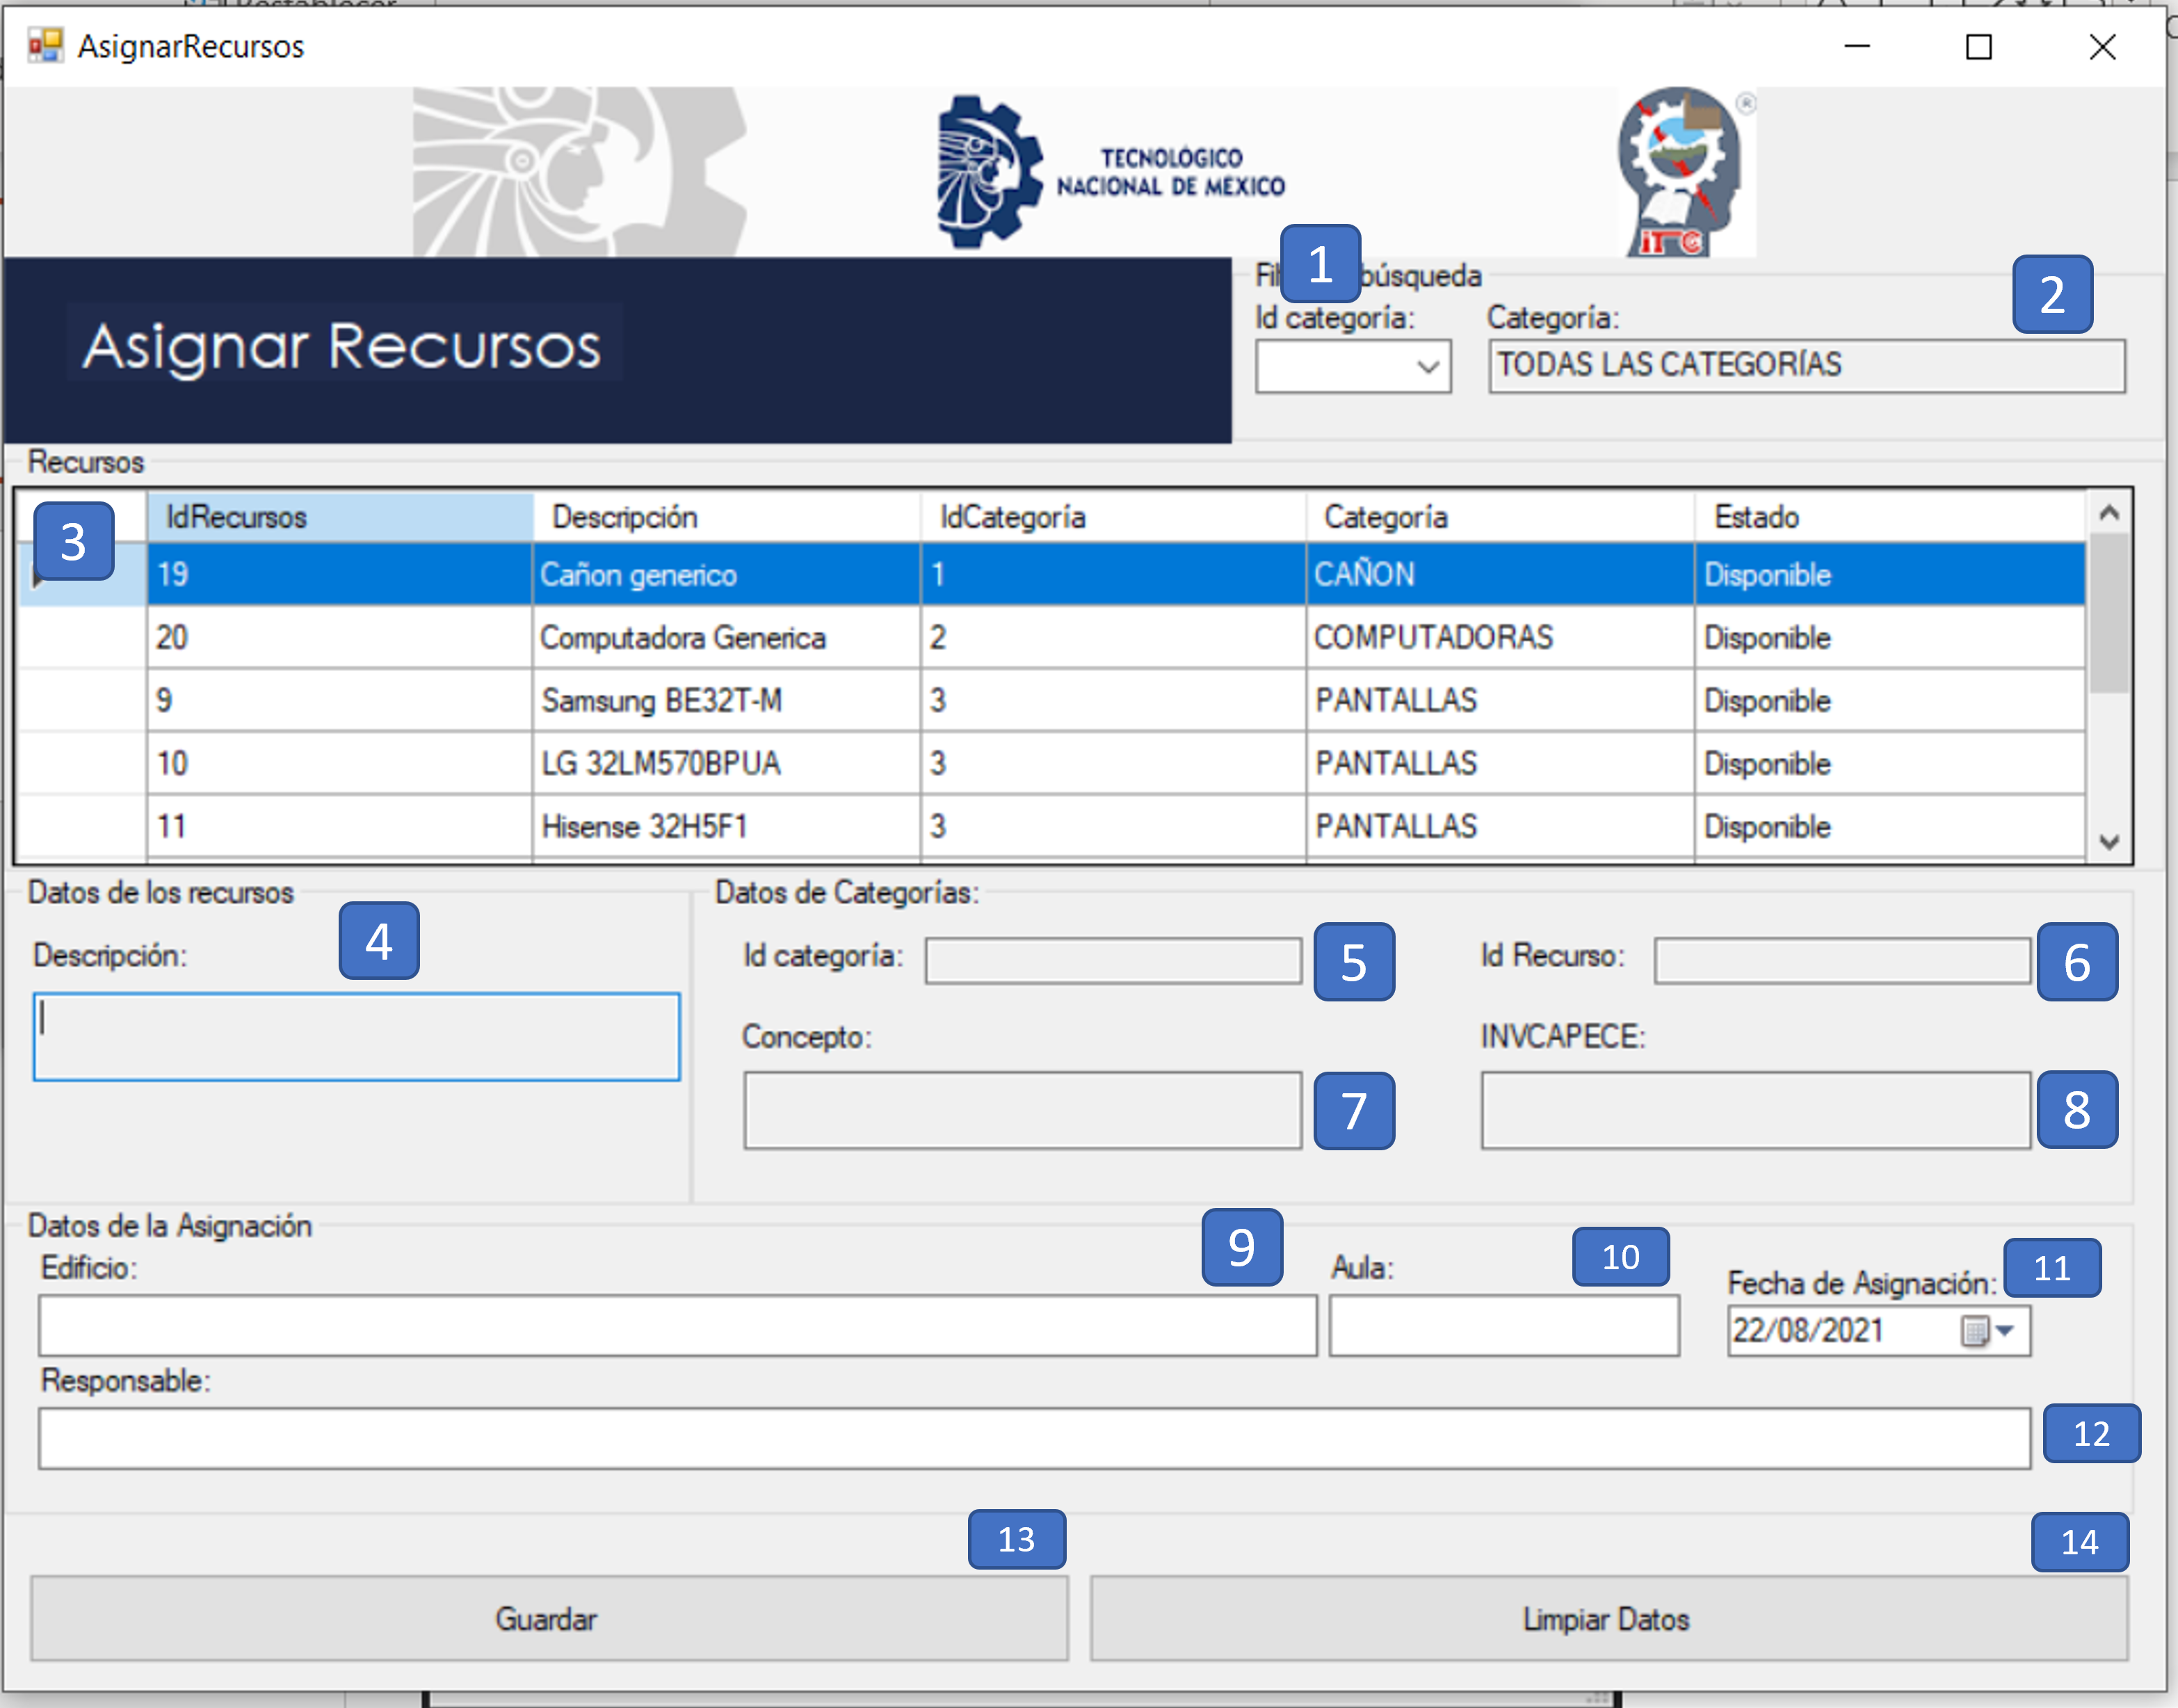 Restablecer
AsignarRecursos
TECNOLÓGICO
NACIONAL DE MÉXICO
®
iTC
1
búsqueda
2
Id categoría:
Categoría:
Asignar Recursos
TODAS LAS CATEGORÍAS
Recursos
3
IdRecursos Descripción IdCategoría Categoría Estado
19 Cañon generico 1 CAÑON Disponible
20 Computadora Generica 2 COMPUTADORAS Disponible
9 Samsung BE32T-M 3 PANTALLAS Disponible
10 LG 32LM570BPUA 3 PANTALLAS Disponible
11 Hisense 32H5F1 3 PANTALLAS Disponible
Datos de los recursos
Datos de Categorías:
4
Descripción:
Id categoría:
5
Id Recurso:
6
Concepto:
INVCAPECE:
7
8
Datos de la Asignación
9
10
11
Edificio:
Aula:
Fecha de Asignación:
22/08/2021
Responsable:
12
13
14
Guardar
Limpiar Datos